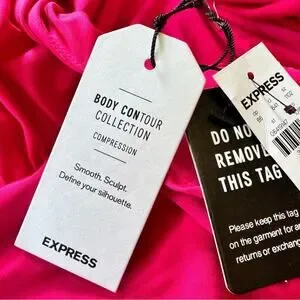 BODY CONTOUR
COLLECTION
COMPRESSION
Smooth. Sculpt.
Define your silhouette.
EXPRESS
EXPRESS
DO NO
REMOVE
THIS TAG
Please keep this tag
on the garment for a
returns or exchan